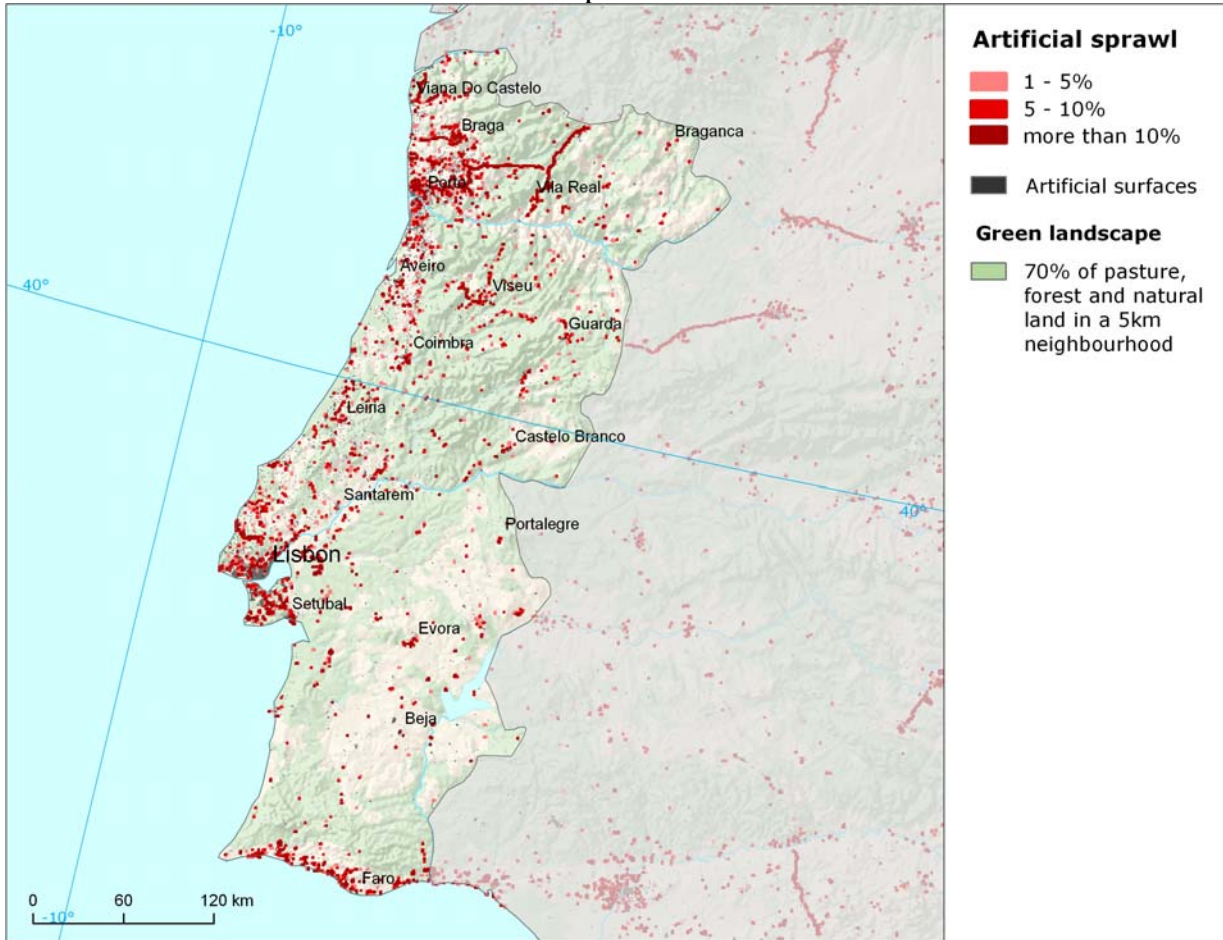 -10°
Viana Do Castelo
Braga
Braganca
Porto
Vila Real
Aveiro
Viseu
40°
Guarda
Coimbra
Leiria
Castelo Branco
Santarem
40°
Portalegre
Lisbon
Setubal
Evora
Beja
Faro
0 60 120 km
-10°
Artificial sprawl
1 - 5%
5 - 10%
more than 10%
Artificial surfaces
Green landscape
70% of pasture,
forest and natural
land in a 5km
neighbourhood